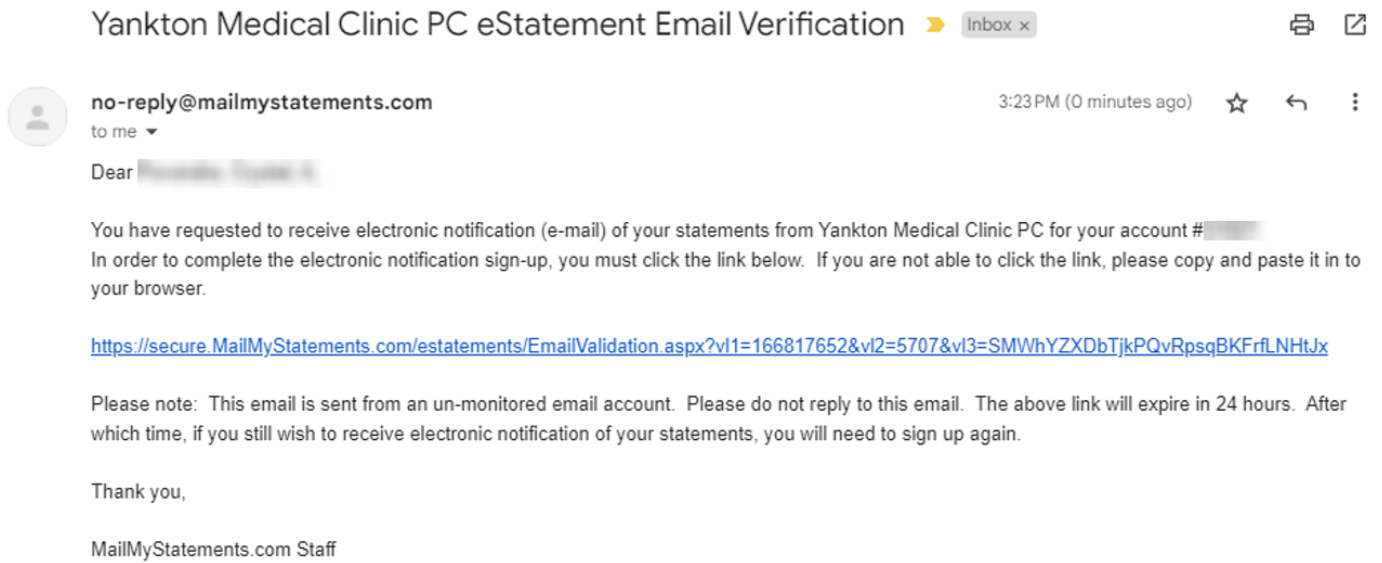 Yankton Medical Clinic PC eStatement Email Verification Inbox ×
no-reply@mailmystatements.com 3:23 PM (0 minutes ago)
to me
Dear
You have requested to receive electronic notification (e-mail) of your statements from Yankton Medical Clinic PC for your account #
In order to complete the electronic notification sign-up, you must click the link below.  If you are not able to click the link, please copy and paste it in to
your browser.
https://secure.MailMyStatements.com/estatements/EmailValidation.aspx?vl1=166817652&vl2=5707&vl3=SMWhYZXDbTjkPQvRpsqBKFrfLNHtJx
Please note:  This email is sent from an un-monitored email account.  Please do not reply to this email.  The above link will expire in 24 hours.  After
which time, if you still wish to receive electronic notification of your statements, you will need to sign up again.
Thank you,
MailMyStatements.com Staff